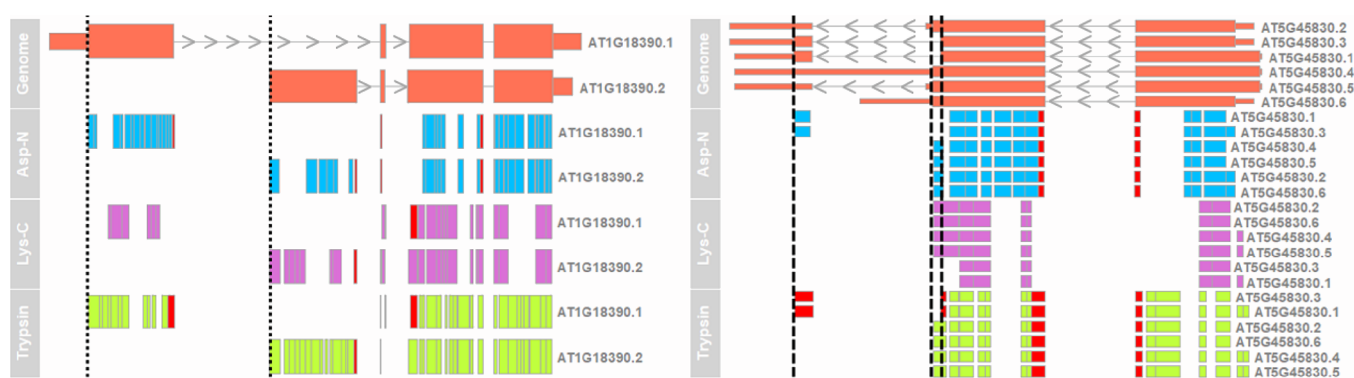 Genome
AT1G18390.1
AT1G18390.2
Asp-N
AT1G18390.1
AT1G18390.2
Lys-C
AT1G18390.1
AT1G18390.2
Trypsin
AT1G18390.1
AT1G18390.2
Genome
AT5G45830.2
AT5G45830.3
AT5G45830.1
AT5G45830.4
AT5G45830.5
AT5G45830.6
Asp-N
AT5G45830.1
AT5G45830.3
AT5G45830.4
AT5G45830.5
AT5G45830.2
AT5G45830.6
Lys-C
AT5G45830.2
AT5G45830.6
AT5G45830.4
AT5G45830.5
AT5G45830.3
AT5G45830.1
Trypsin
AT5G45830.3
AT5G45830.1
AT5G45830.2
AT5G45830.6
AT5G45830.4
AT5G45830.5